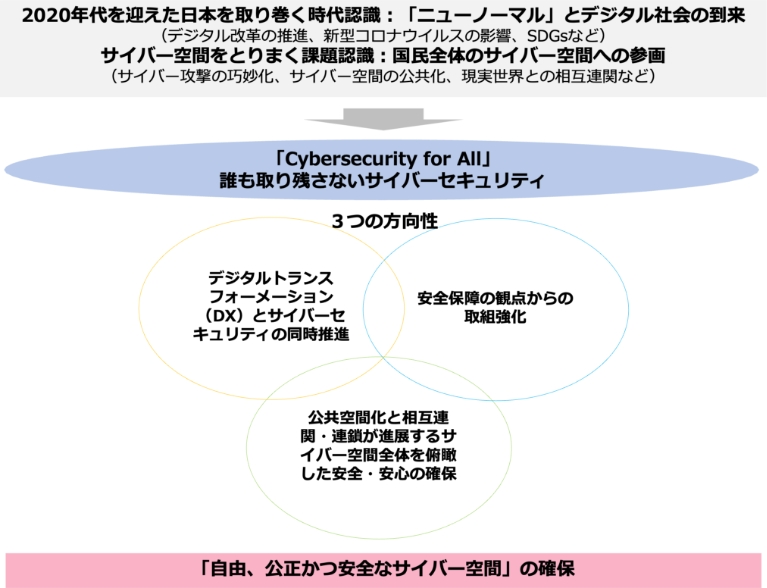 2020年代を迎えた日本を取り巻く時代認識：「ニューノーマル」とデジタル社会の到来
（デジタル改革の推進、新型コロナウイルスの影響、SDGsなど）
サイバー空間をとりまく課題認識：国民全体のサイバー空間への参画
（サイバー攻撃の巧妙化、サイバー空間の公共化、現実世界との相互連関など）
「Cybersecurity for All」
誰も取り残さないサイバーセキュリティ
３つの方向性
デジタルトランス
フォーメーション
（DX）とサイバーセ
キュリティの同時推進
安全保障の観点からの
取組強化
公共空間化と相互連
関・連鎖が進展するサ
イバー空間全体を俯瞰
した安全・安心の確保
「自由、公正かつ安全なサイバー空間」の確保